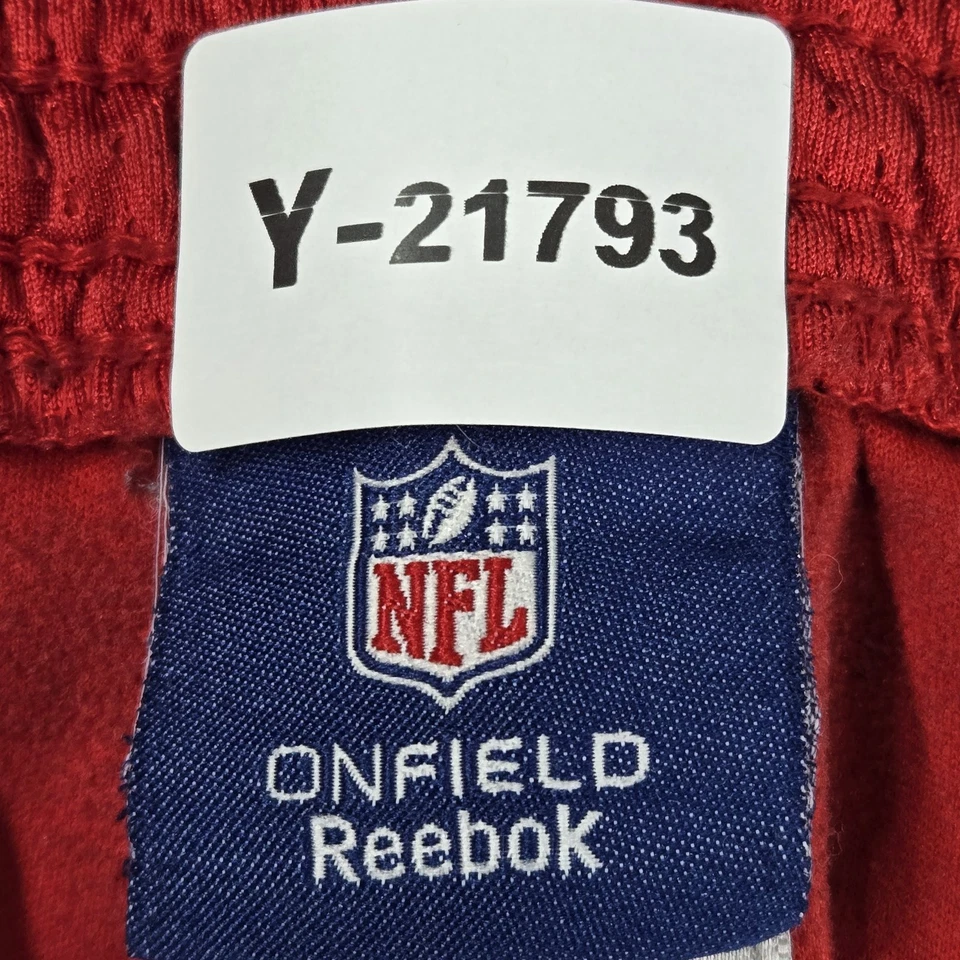 Y-21793
NFL
ONFIELD
Reebok